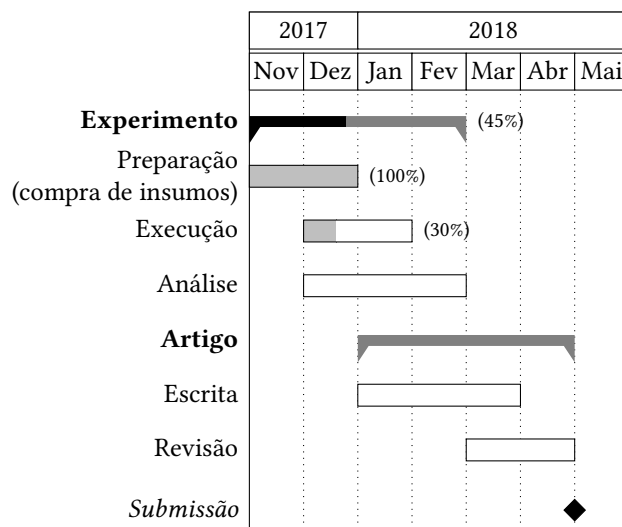 2017 2018
Nov Dez Jan Fev Mar Abr Mai
Experimento (45%)
Preparação
(compra de insumos) (100%)
Execução (30%)
Análise
Artigo
Escrita
Revisão
Submissão